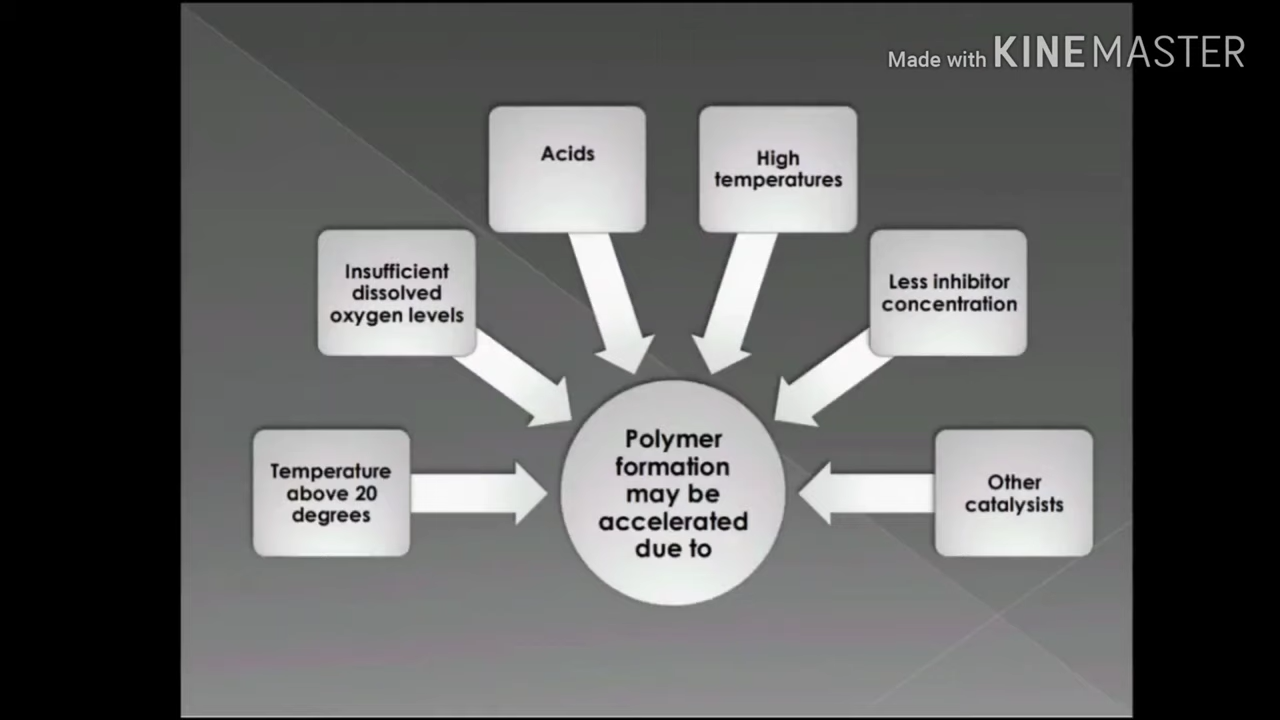 Made with KINEMASTER
Acids
High
temperatures
Insufficient
dissolved
oxygen levels
Less inhibitor
concentration
Temperature
above 20
degrees
Polymer
formation
may be
accelerated
due to
Other
catalysists